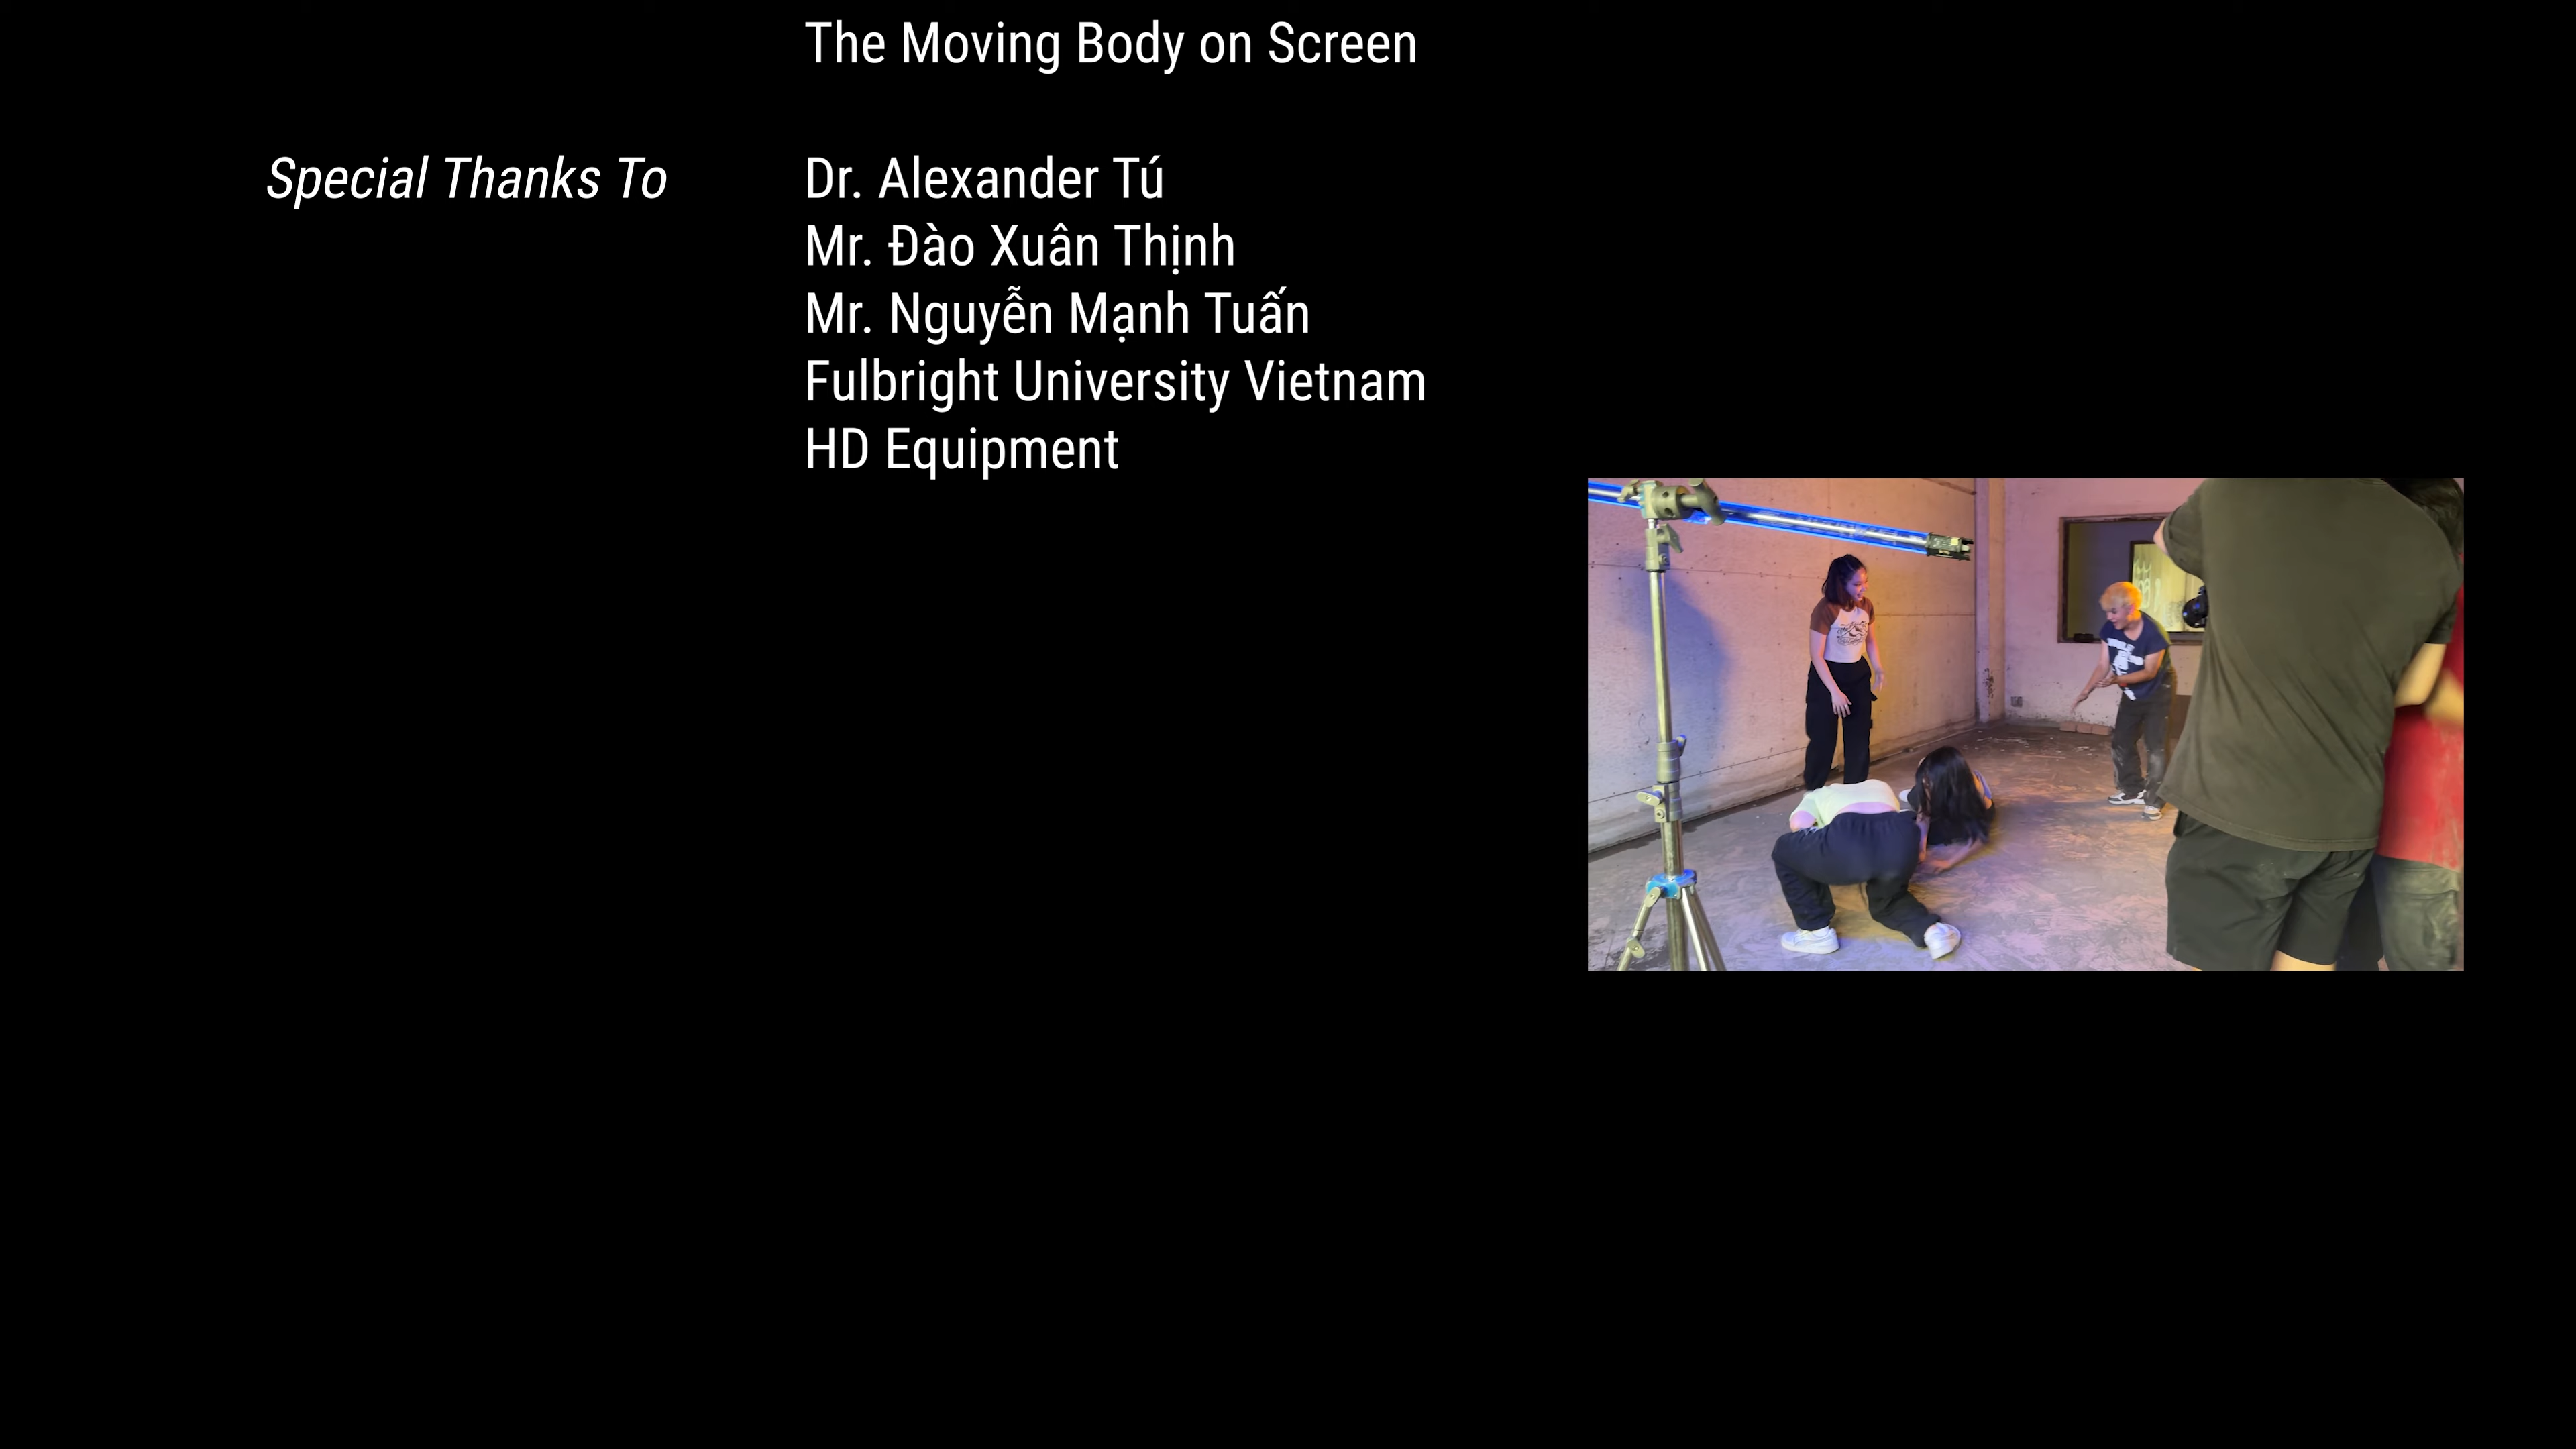 The Moving Body on Screen
Special Thanks To
Dr. Alexander Tú
Mr. Đào Xuân Thịnh
Mr. Nguyễn Mạnh Tuấn
Fulbright University Vietnam
HD Equipment